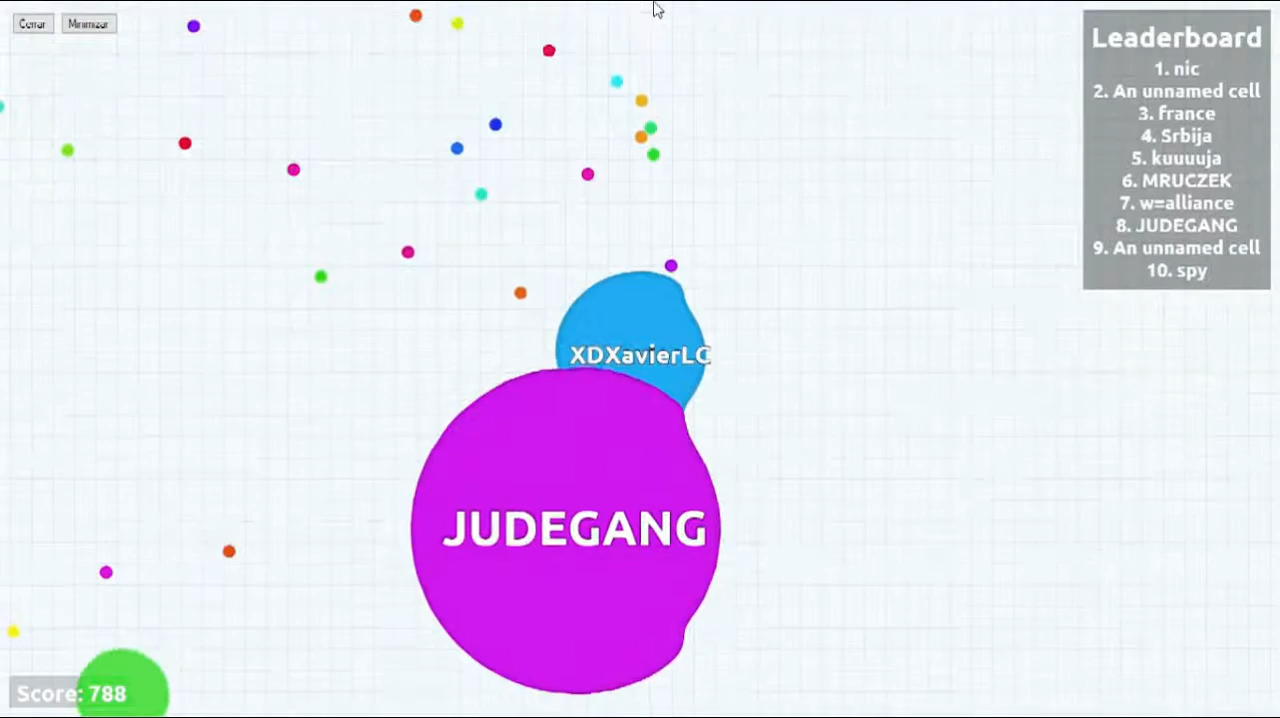 Cerrar Minimizar
Leaderboard
1. nic
2. An unnamed cell
3. france
4. Srbija
5. kuuuuja
6. MRUCZEK
7. w=alliance
8. JUDEGANG
9. An unnamed cell
10. spy
XDXavierLC
JUDEGANG
Score: 788